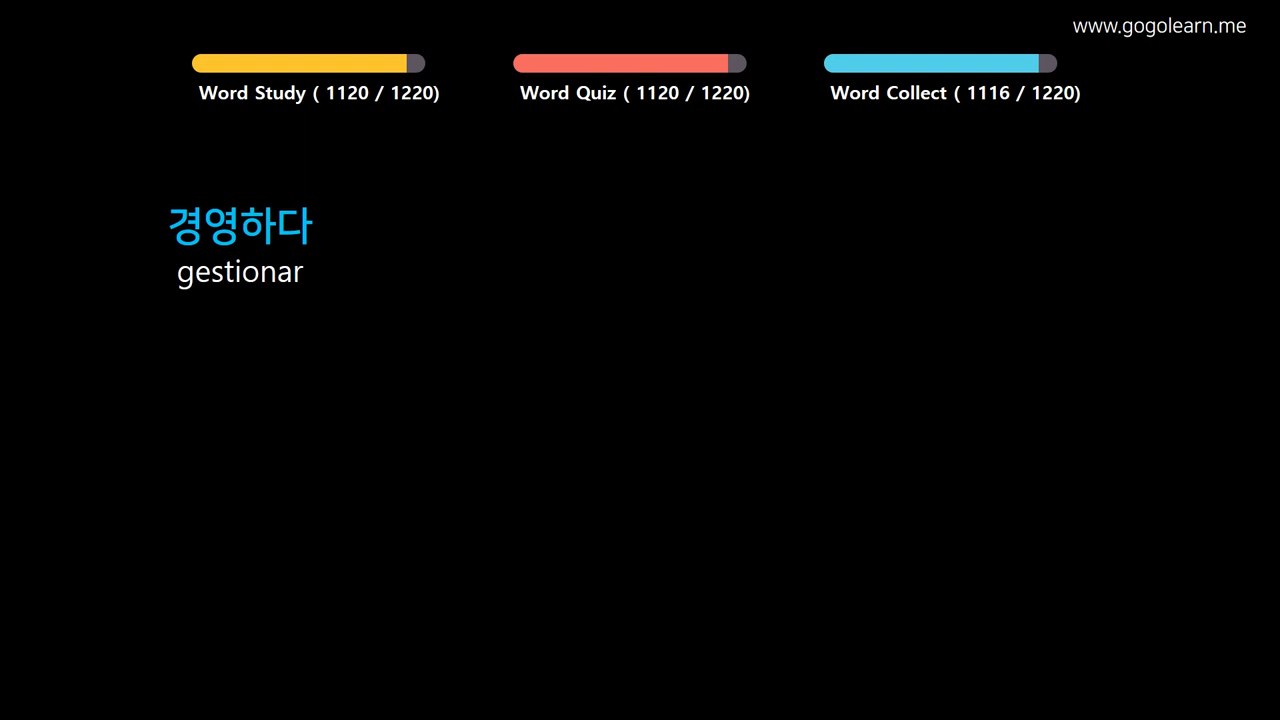 www.gogolearn.me
Word Study ( 1120 / 1220)
Word Quiz ( 1120 / 1220)
Word Collect ( 1116 / 1220)
경영하다
gestionar